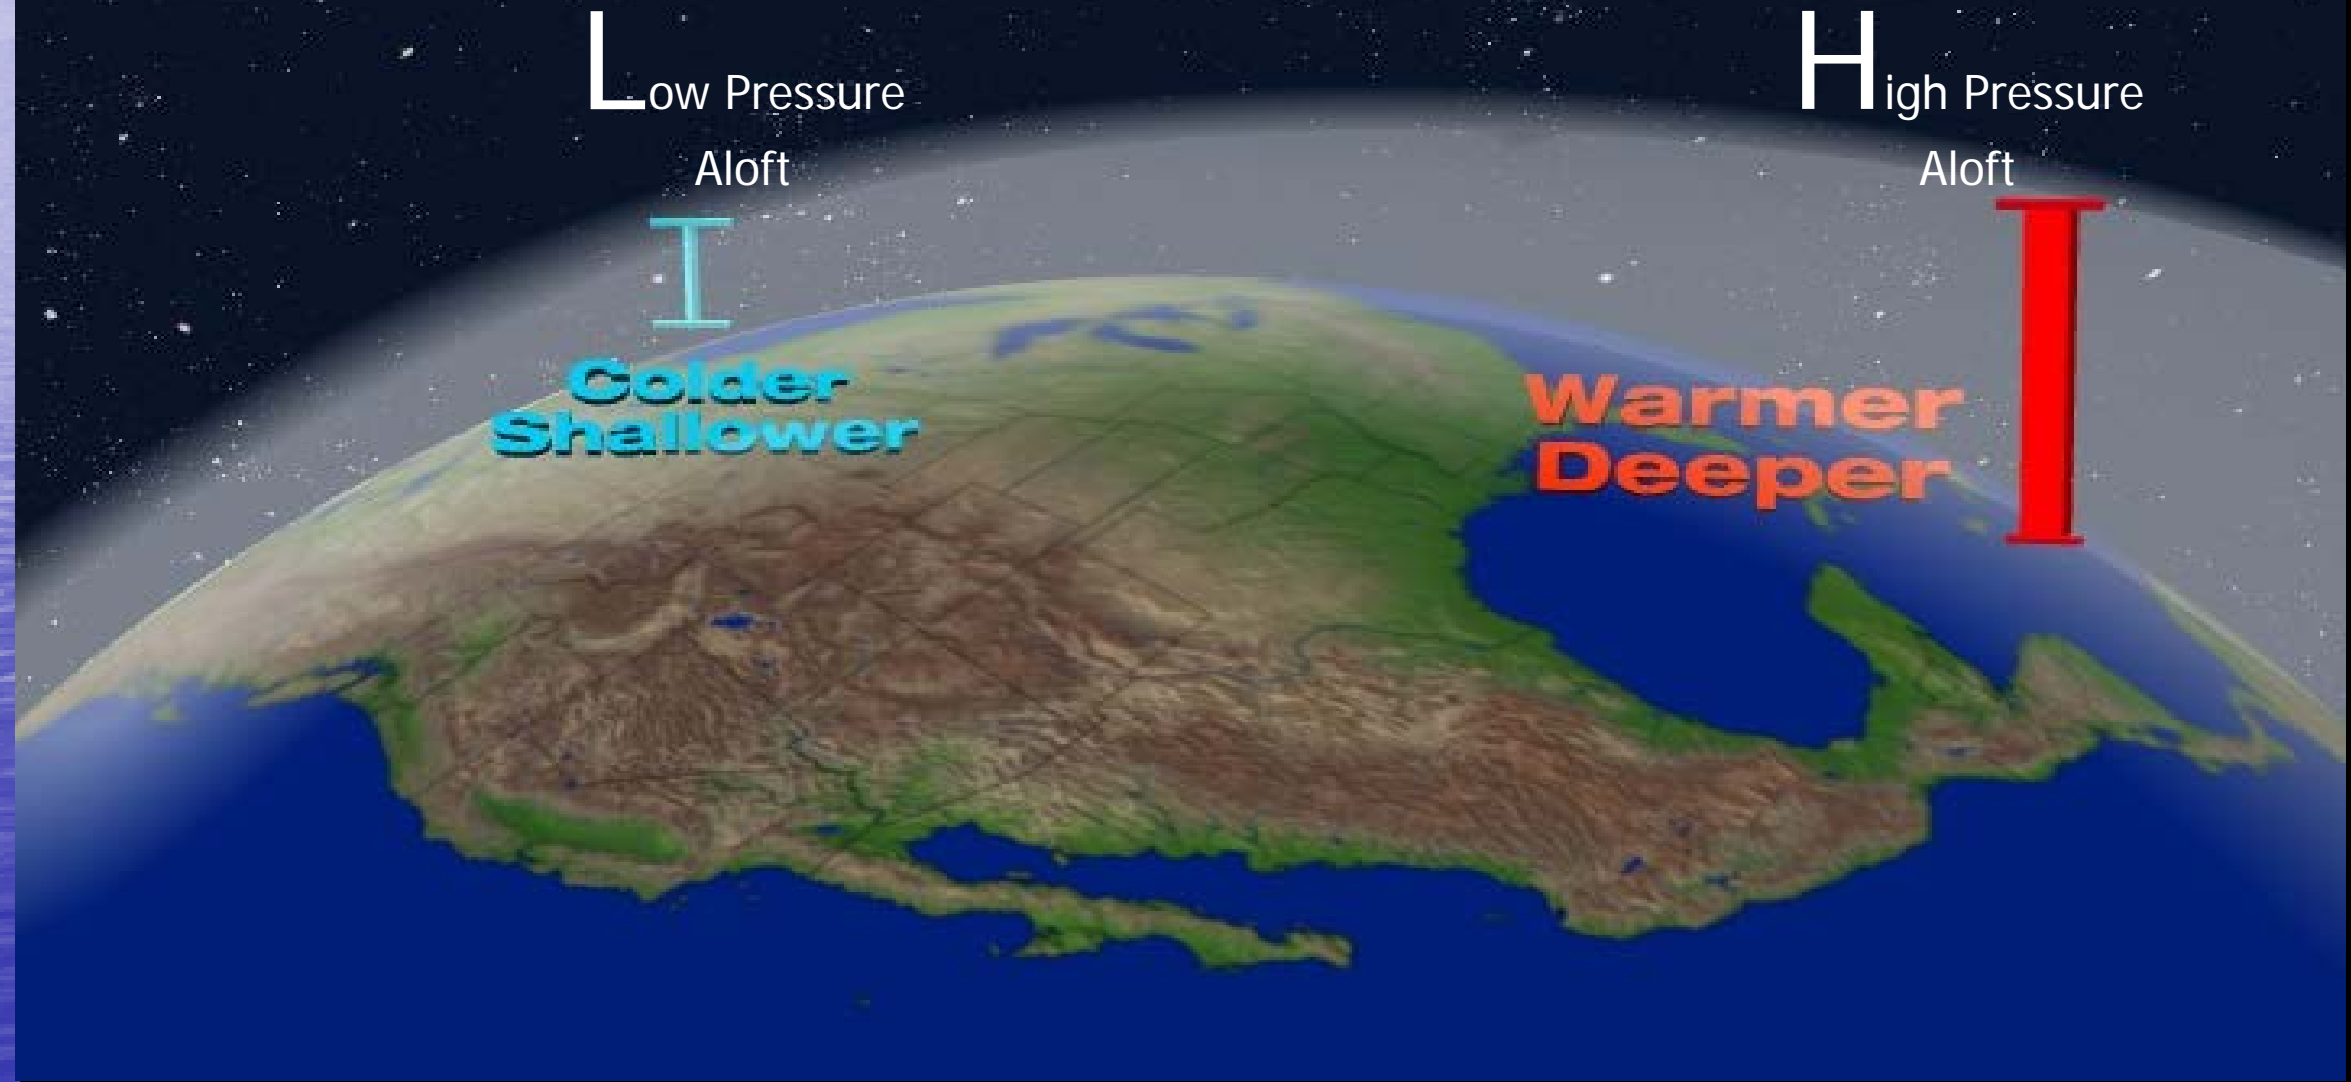 Low Pressure
Aloft
High Pressure
Aloft
Colder
Shallower
Warmer
Deeper